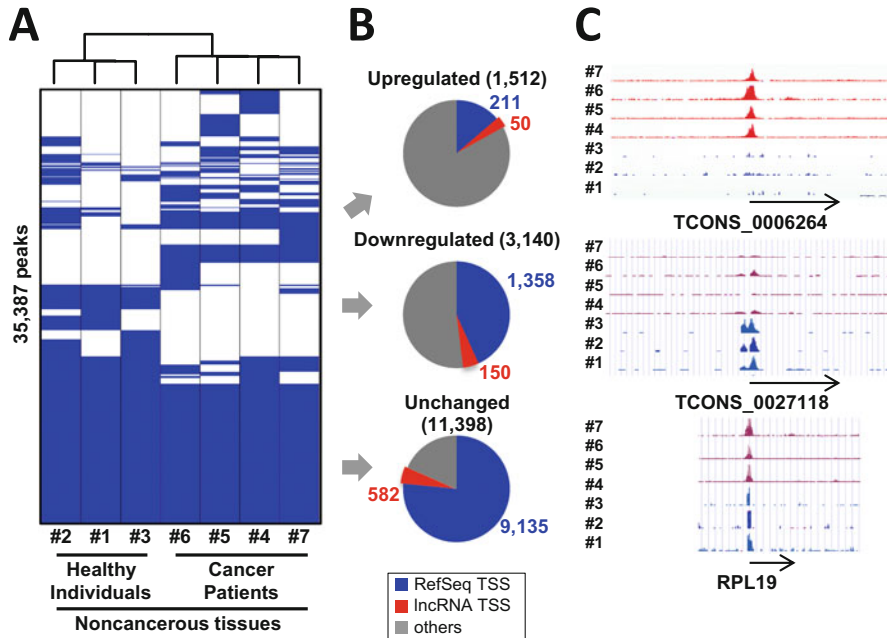 A
35,387 peaks
#2 #1 #3 #6 #5 #4 #7
Healthy
Individuals
Cancer
Patients
Noncancerous tissues
B
Upregulated (1,512)
211
50
Downregulated (3,140)
1,358
150
Unchanged
(11,398)
582
9,135
RefSeq TSS
lncRNA TSS
others
C
#7
#6
#5
#4
#3
#2
#1
TCONS_0006264
#7
#6
#5
#4
#3
#2
#1
TCONS_0027118
#7
#6
#5
#4
#3
#2
#1
RPL19